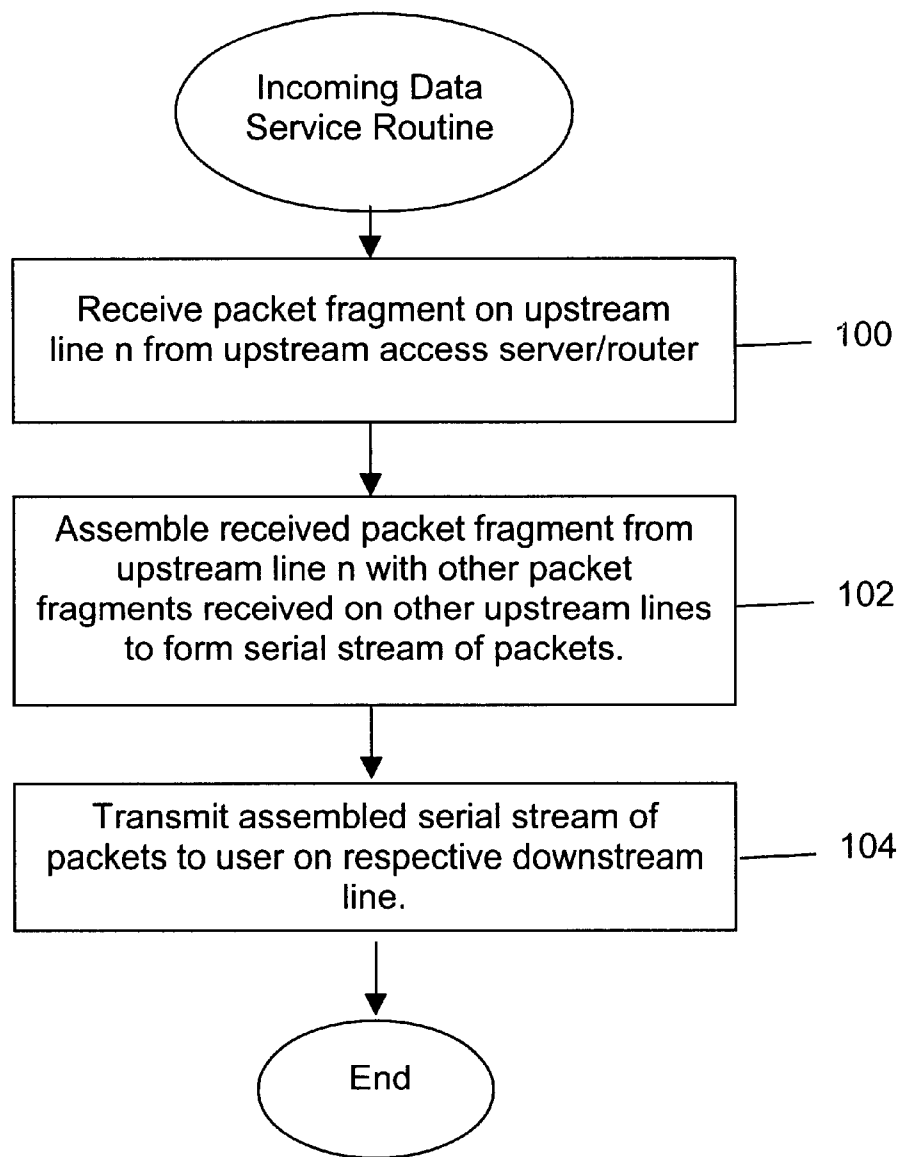 Incoming Data
Service Routine
Receive packet fragment on upstream
line n from upstream access server/router
100
Assemble received packet fragment from
upstream line n with other packet
fragments received on other upstream lines
to form serial stream of packets.
102
Transmit assembled serial stream of
packets to user on respective downstream
line.
104
End